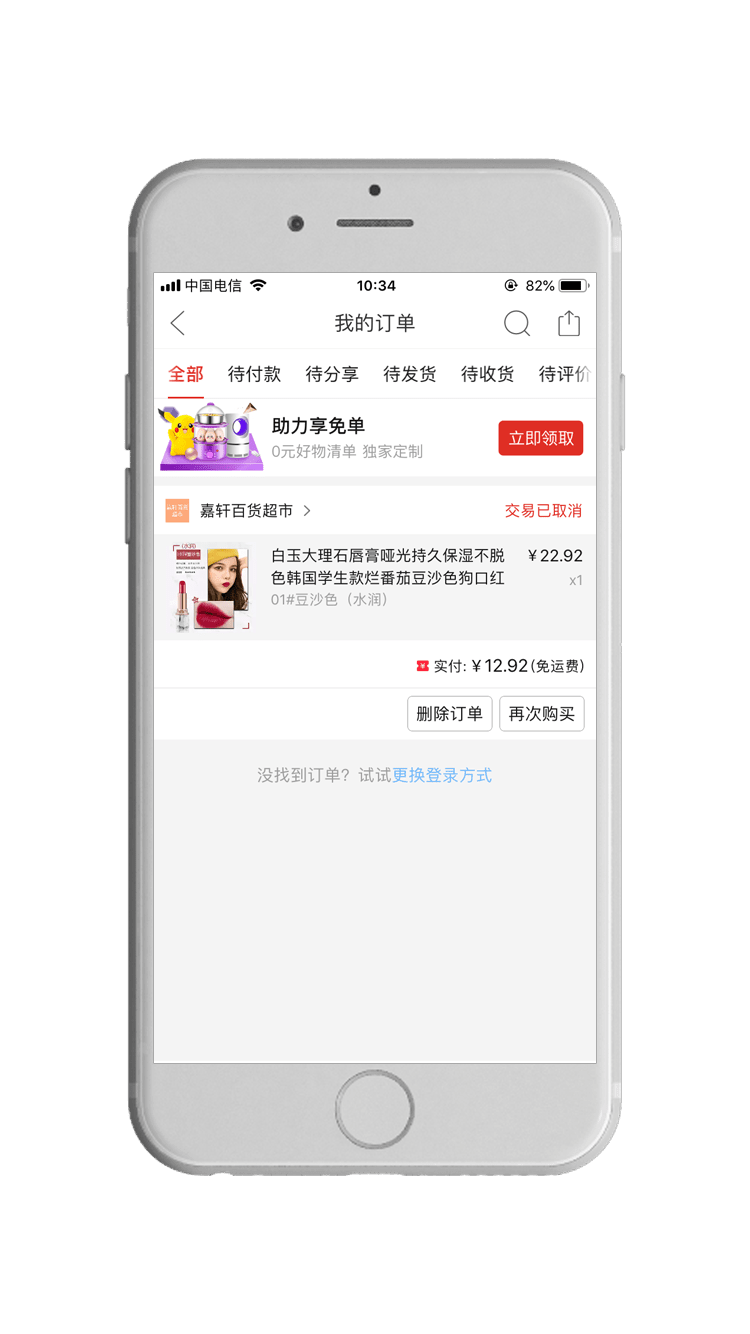 中国电信
10:34
82%
我的订单
全部 待付款 待分享 待发货 待收货 待评价
助力享免单
0元好物清单 独家定制
立即领取
嘉轩百货超市
交易已取消
白玉大理石唇膏哑光持久保湿不脱
¥22.92
色韩国学生款烂番茄豆沙色狗口红
x1
01#豆沙色（水润）
实付: ¥12.92(免运费)
删除订单 再次购买
没找到订单？试试更换登录方式